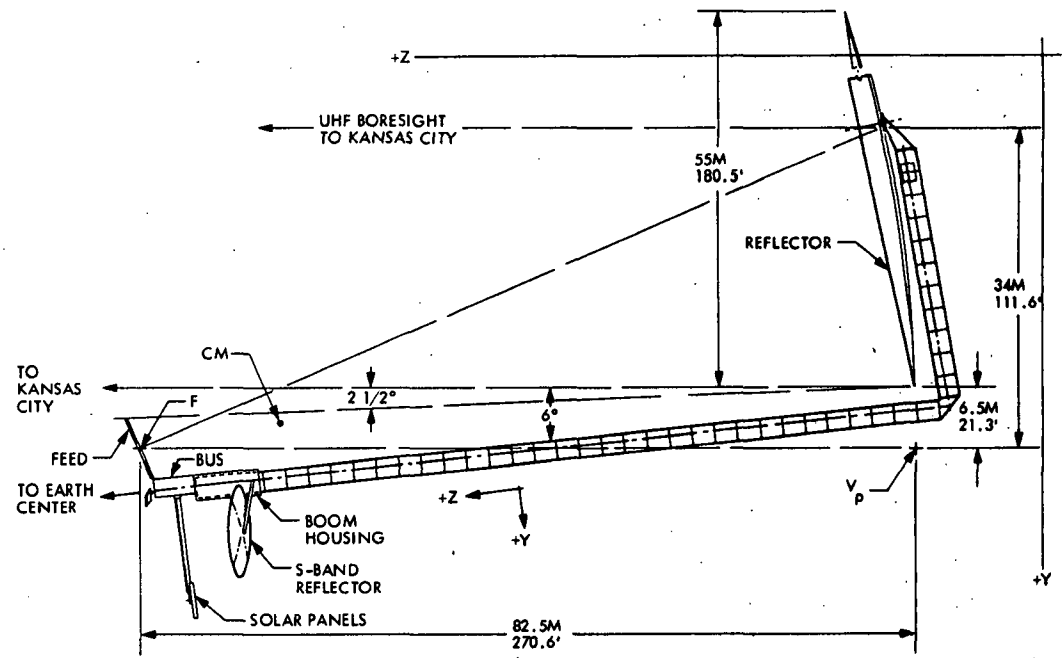 +Z
UHF BORESIGHT
TO KANSAS CITY
55M
180.5'
REFLECTOR
34M
111.6'
CM
TO
KANSAS
CITY
F
2 1/2°
6°
6.5M
21.3'
FEED
BUS
TO EARTH
CENTER
+Z
+Y
Vp
BOOM
HOUSING
S-BAND
REFLECTOR
SOLAR PANELS
+Y
82.5M
270.6'